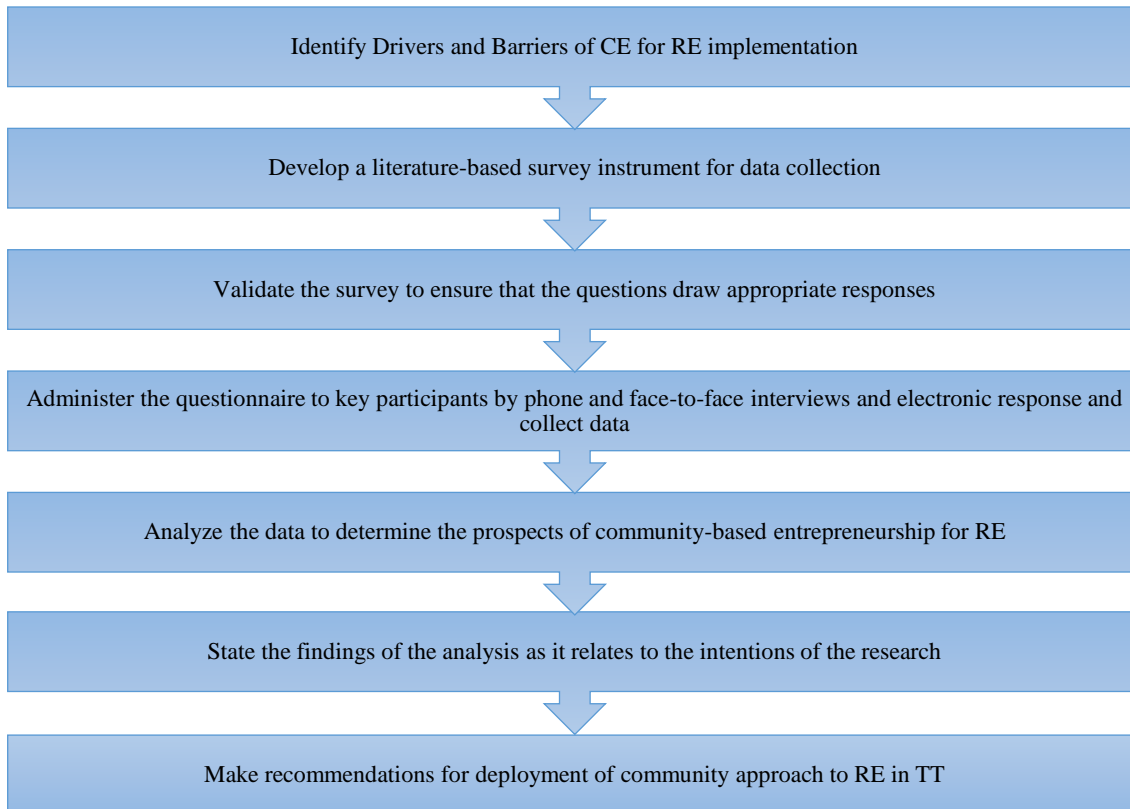 Identify Drivers and Barriers of CE for RE implementation
Develop a literature-based survey instrument for data collection
Validate the survey to ensure that the questions draw appropriate responses
Administer the questionnaire to key participants by phone and face-to-face interviews and electronic response and
collect data
Analyze the data to determine the prospects of community-based entrepreneurship for RE
State the findings of the analysis as it relates to the intentions of the research
Make recommendations for deployment of community approach to RE in TT